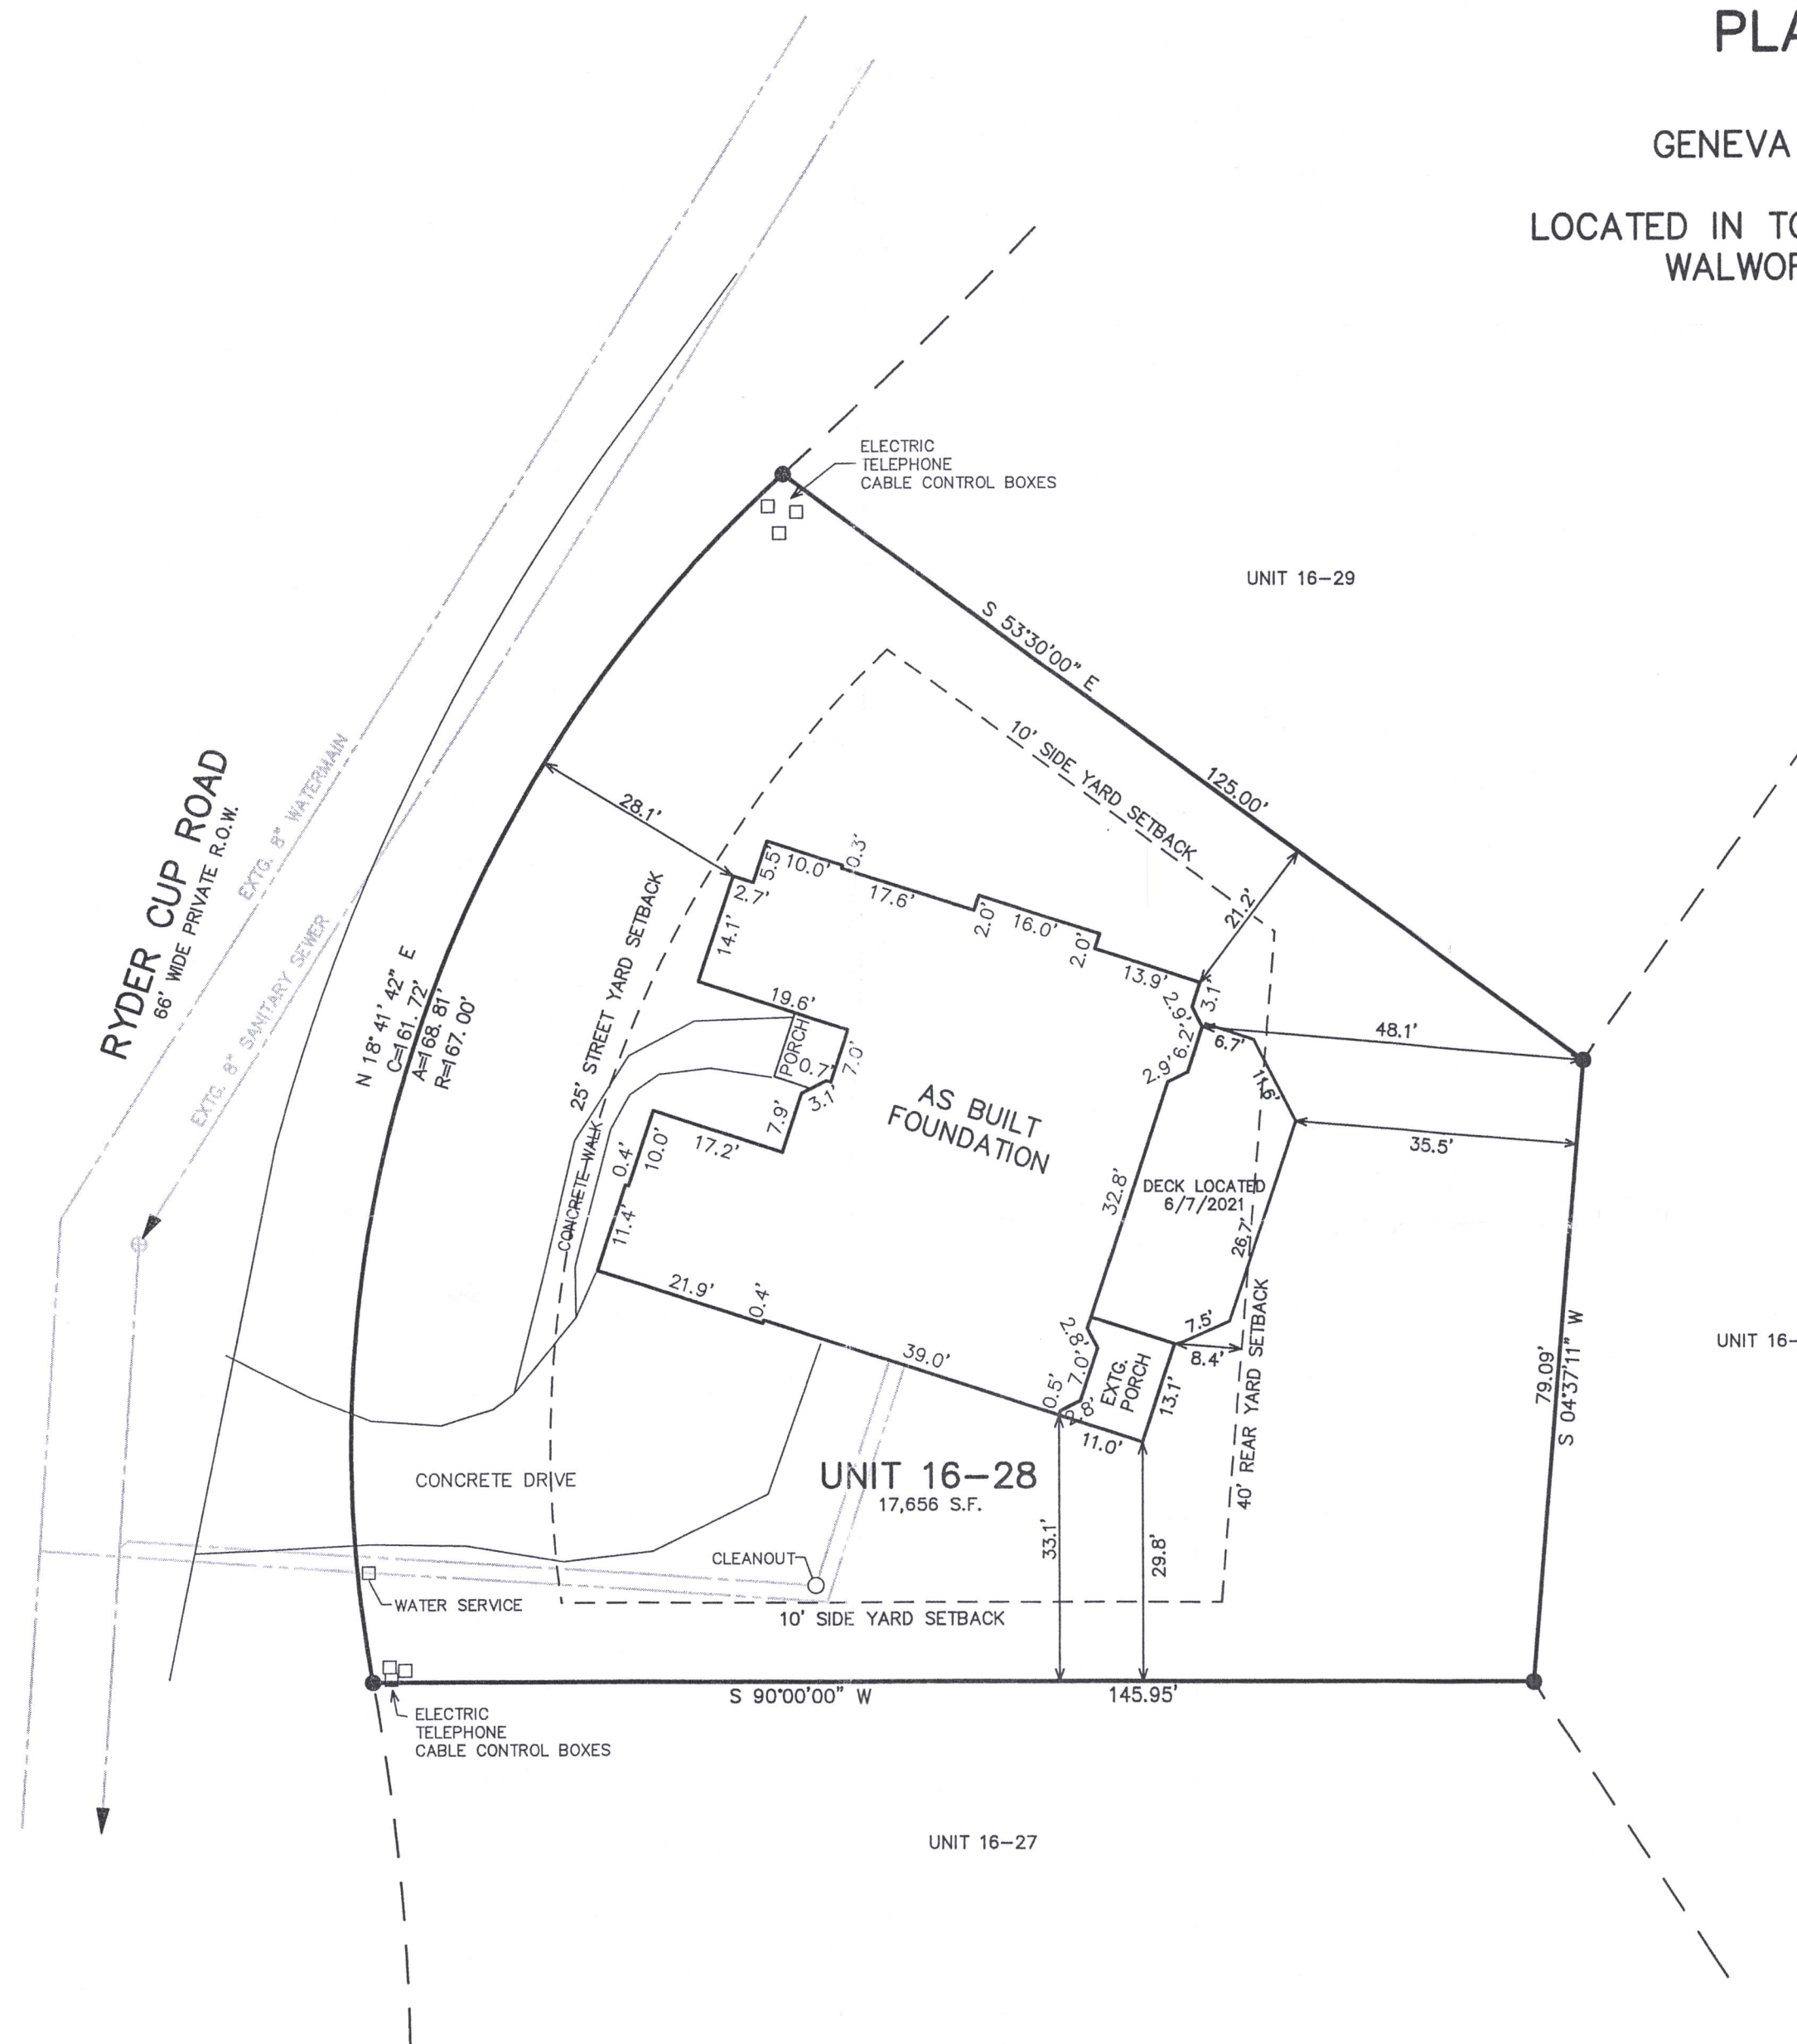 PLA
GENEVA
LOCATED IN TO
WALWOR
ELECTRIC
TELEPHONE
CABLE CONTROL BOXES
UNIT 16–29
S 53°30'00" E
125.00'
10' SIDE YARD SETBACK
28.1'
21.2'
RYDER CUP ROAD
66' WIDE PRIVATE R.O.W.
EXTG. 8" WATERMAIN
EXTG. 8" SANITARY SEWER
N 18° 41' 42" E
C=161. 72'
A=168. 81'
R=167. 00'
25' STREET YARD SETBACK
2.7'
5.5'
10.0'
0.3'
17.6'
2.0'
16.0'
2.0'
13.9'
3.1'
2.9'
6.2'
2.9'
6.7'
11.6'
48.1'
35.5'
14.1'
19.6'
PORCH
0.7'
7.0'
3.1'
7.9'
17.2'
10.0'
0.4'
11.4'
CONCRETE WALK
AS BUILT
FOUNDATION
32.8'
DECK LOCATED
6/7/2021
26.7'
7.5'
8.4'
21.9'
0.4'
39.0'
2.8'
7.0'
0.5'
2.8'
EXTG.
PORCH
13.1'
11.0'
40' REAR YARD SETBACK
79.09'
S 04°37'11" W
UNIT 16–
CONCRETE DRIVE
UNIT 16–28
17,656 S.F.
33.1'
29.8'
CLEANOUT
WATER SERVICE
10' SIDE YARD SETBACK
S 90°00'00" W
145.95'
ELECTRIC
TELEPHONE
CABLE CONTROL BOXES
UNIT 16–27